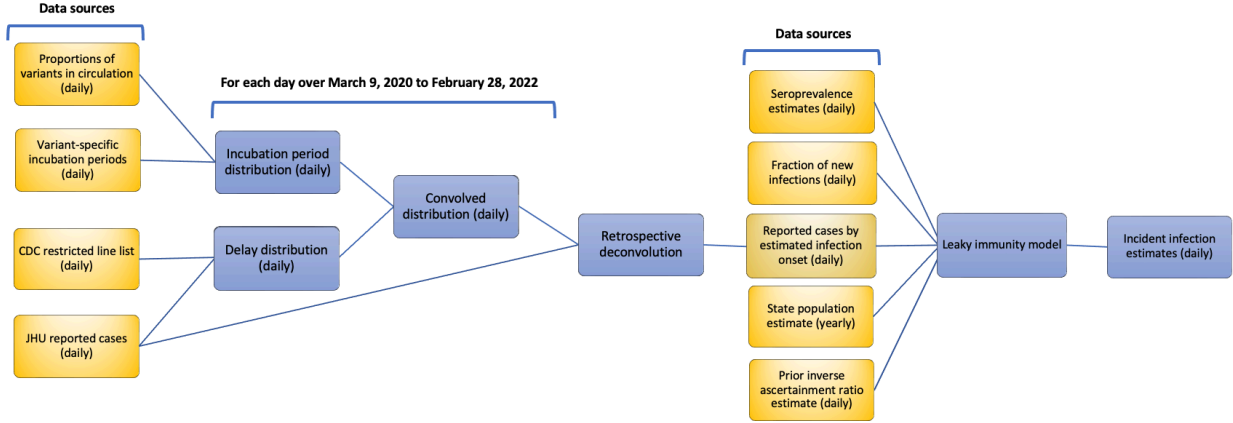 Data sources
Proportions of
variants in circulation
(daily)
Variant-specific
incubation periods
(daily)
CDC restricted line list
(daily)
JHU reported cases
(daily)
For each day over March 9, 2020 to February 28, 2022
Incubation period
distribution (daily)
Delay distribution
(daily)
Convolved
distribution (daily)
Retrospective
deconvolution
Data sources
Seroprevalence
estimates (daily)
Fraction of new
infections (daily)
Reported cases by
estimated infection
onset (daily)
State population
estimate (yearly)
Prior inverse
ascertainment ratio
estimate (daily)
Leaky immunity model
Incident infection
estimates (daily)